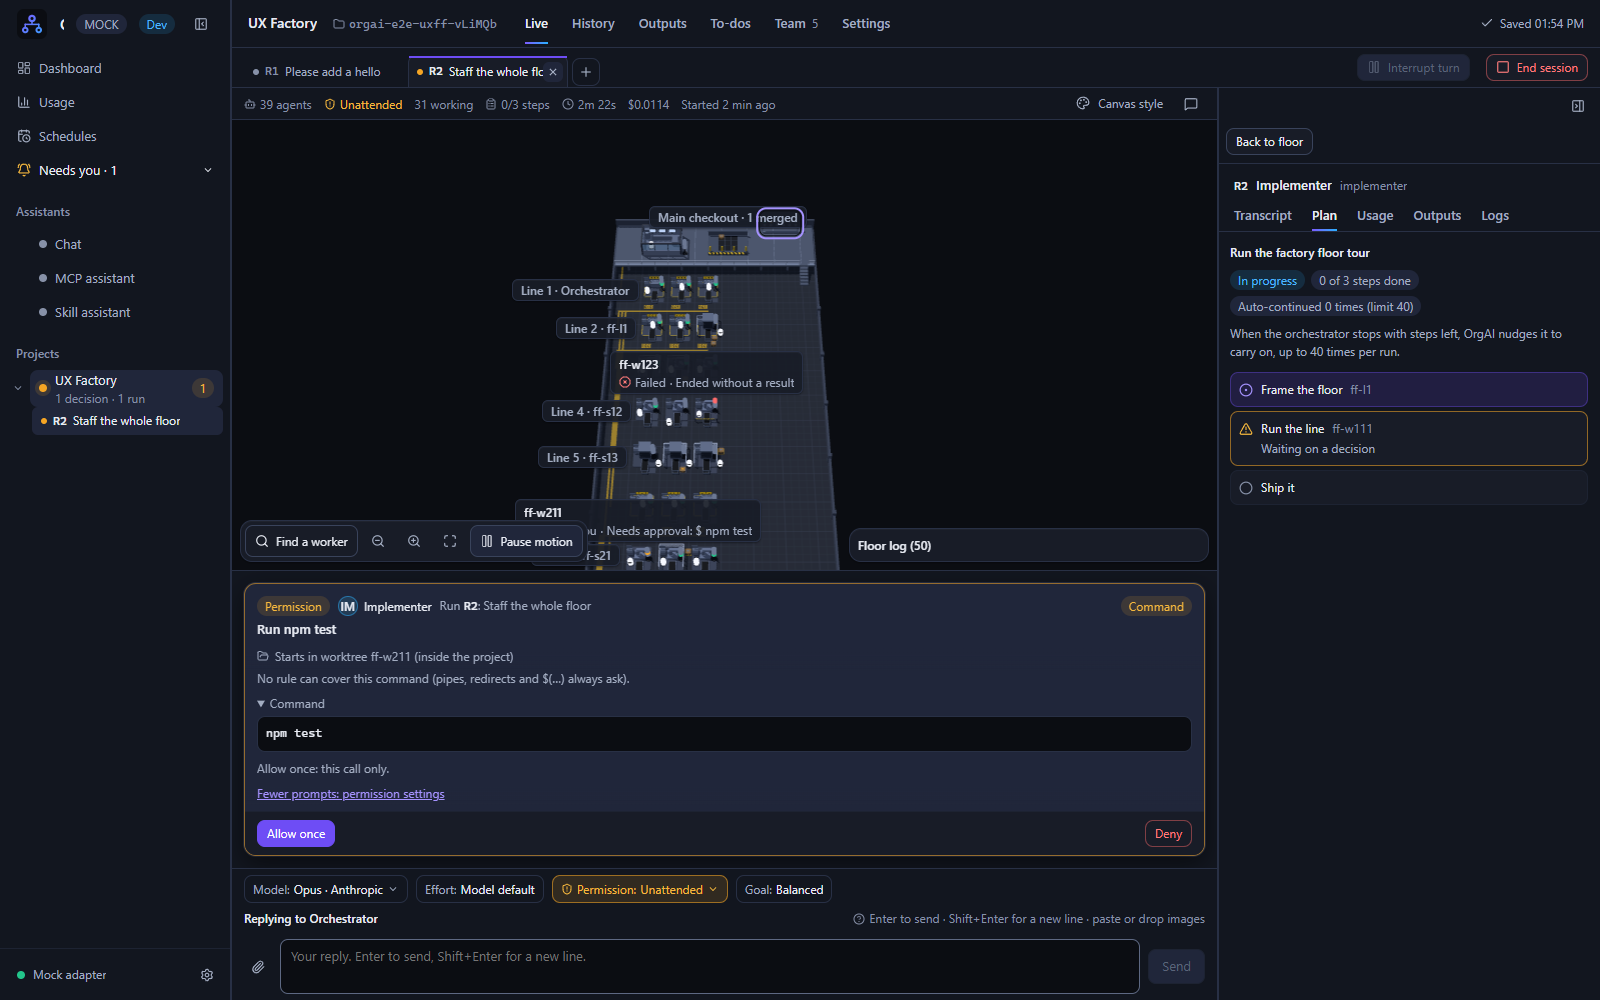 MOCK
Dev
Dashboard
Usage
Schedules
Needs you · 1
Assistants
Chat
MCP assistant
Skill assistant
Projects
UX Factory
1 decision · 1 run
1
R2 Staff the whole floor
Mock adapter
UX Factory
orgai-e2e-uxff-vLiMQb
Live
History
Outputs
To-dos
Team 5
Settings
Saved 01:54 PM
R1 Please add a hello
R2 Staff the whole flc
Interrupt turn
End session
39 agents
Unattended
31 working
0/3 steps
2m 22s
$0.0114
Started 2 min ago
Canvas style
Main checkout · 1 merged
Line 1 · Orchestrator
Line 2 · ff-l1
ff-w123
Failed · Ended without a result
Line 4 · ff-s12
Line 5 · ff-s13
ff-w211
· Needs approval: $ npm test
Find a worker
Pause motion
Floor log (50)
Permission
IM
Implementer
Run R2: Staff the whole floor
Command
Run npm test
Starts in worktree ff-w211 (inside the project)
No rule can cover this command (pipes, redirects and $(...) always ask).
Command
npm test
Allow once: this call only.
Fewer prompts: permission settings
Allow once
Deny
Model: Opus · Anthropic
Effort: Model default
Permission: Unattended
Goal: Balanced
Replying to Orchestrator
Enter to send · Shift+Enter for a new line · paste or drop images
Your reply. Enter to send, Shift+Enter for a new line.
Send
Back to floor
R2 Implementer implementer
Transcript
Plan
Usage
Outputs
Logs
Run the factory floor tour
In progress
0 of 3 steps done
Auto-continued 0 times (limit 40)
When the orchestrator stops with steps left, OrgAI nudges it to
carry on, up to 40 times per run.
Frame the floor ff-l1
Run the line ff-w111
Waiting on a decision
Ship it